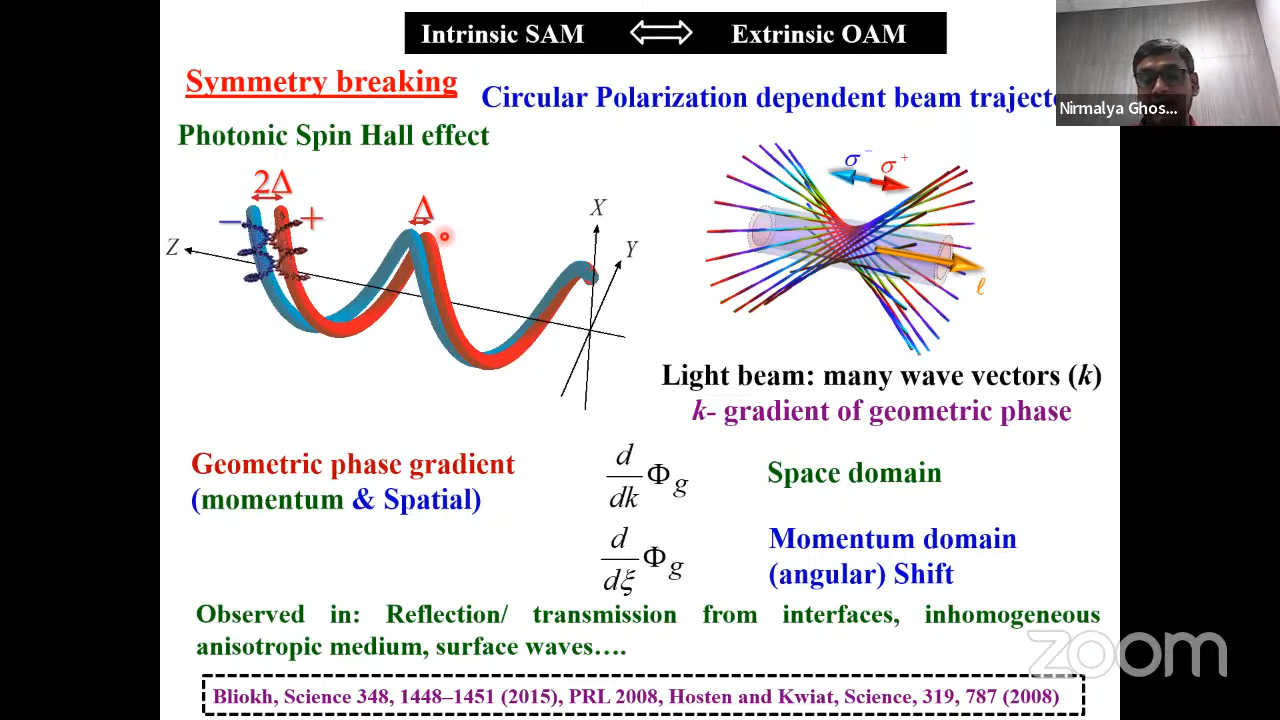 Intrinsic SAM ⟺ Extrinsic OAM
Symmetry breaking
Circular Polarization dependent beam
Nirmalya Ghos...
Photonic Spin Hall effect
2Δ
− +
Δ
X
Y
Z
σ⁻ σ⁺
ℓ
Light beam: many wave vectors (k)
k- gradient of geometric phase
Geometric phase gradient
(momentum & Spatial)
d/dk Φg
Space domain
d/dξ Φg
Momentum domain
(angular) Shift
Observed in: Reflection/ transmission from interfaces, inhomogeneous
anisotropic medium, surface waves….
zoom
Bliokh, Science 348, 1448–1451 (2015), PRL 2008, Hosten and Kwiat, Science, 319, 787 (2008)